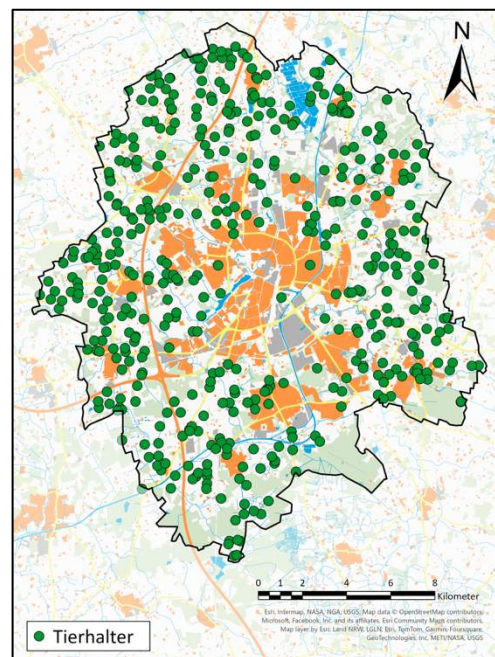 N
0 1 2 4 6 8
Kilometer
Esri, Intermap, NASA, NGA, USGS, Map data © OpenStreetMap contributors,
Microsoft, Facebook, Inc. and its affiliates, Esri Community Maps contributors,
Map layer by Esri, Land NRW, LGLN, Esri, TomTom, Garmin, Foursquare,
GeoTechnologies, Inc, METI/NASA, USGS
Tierhalter